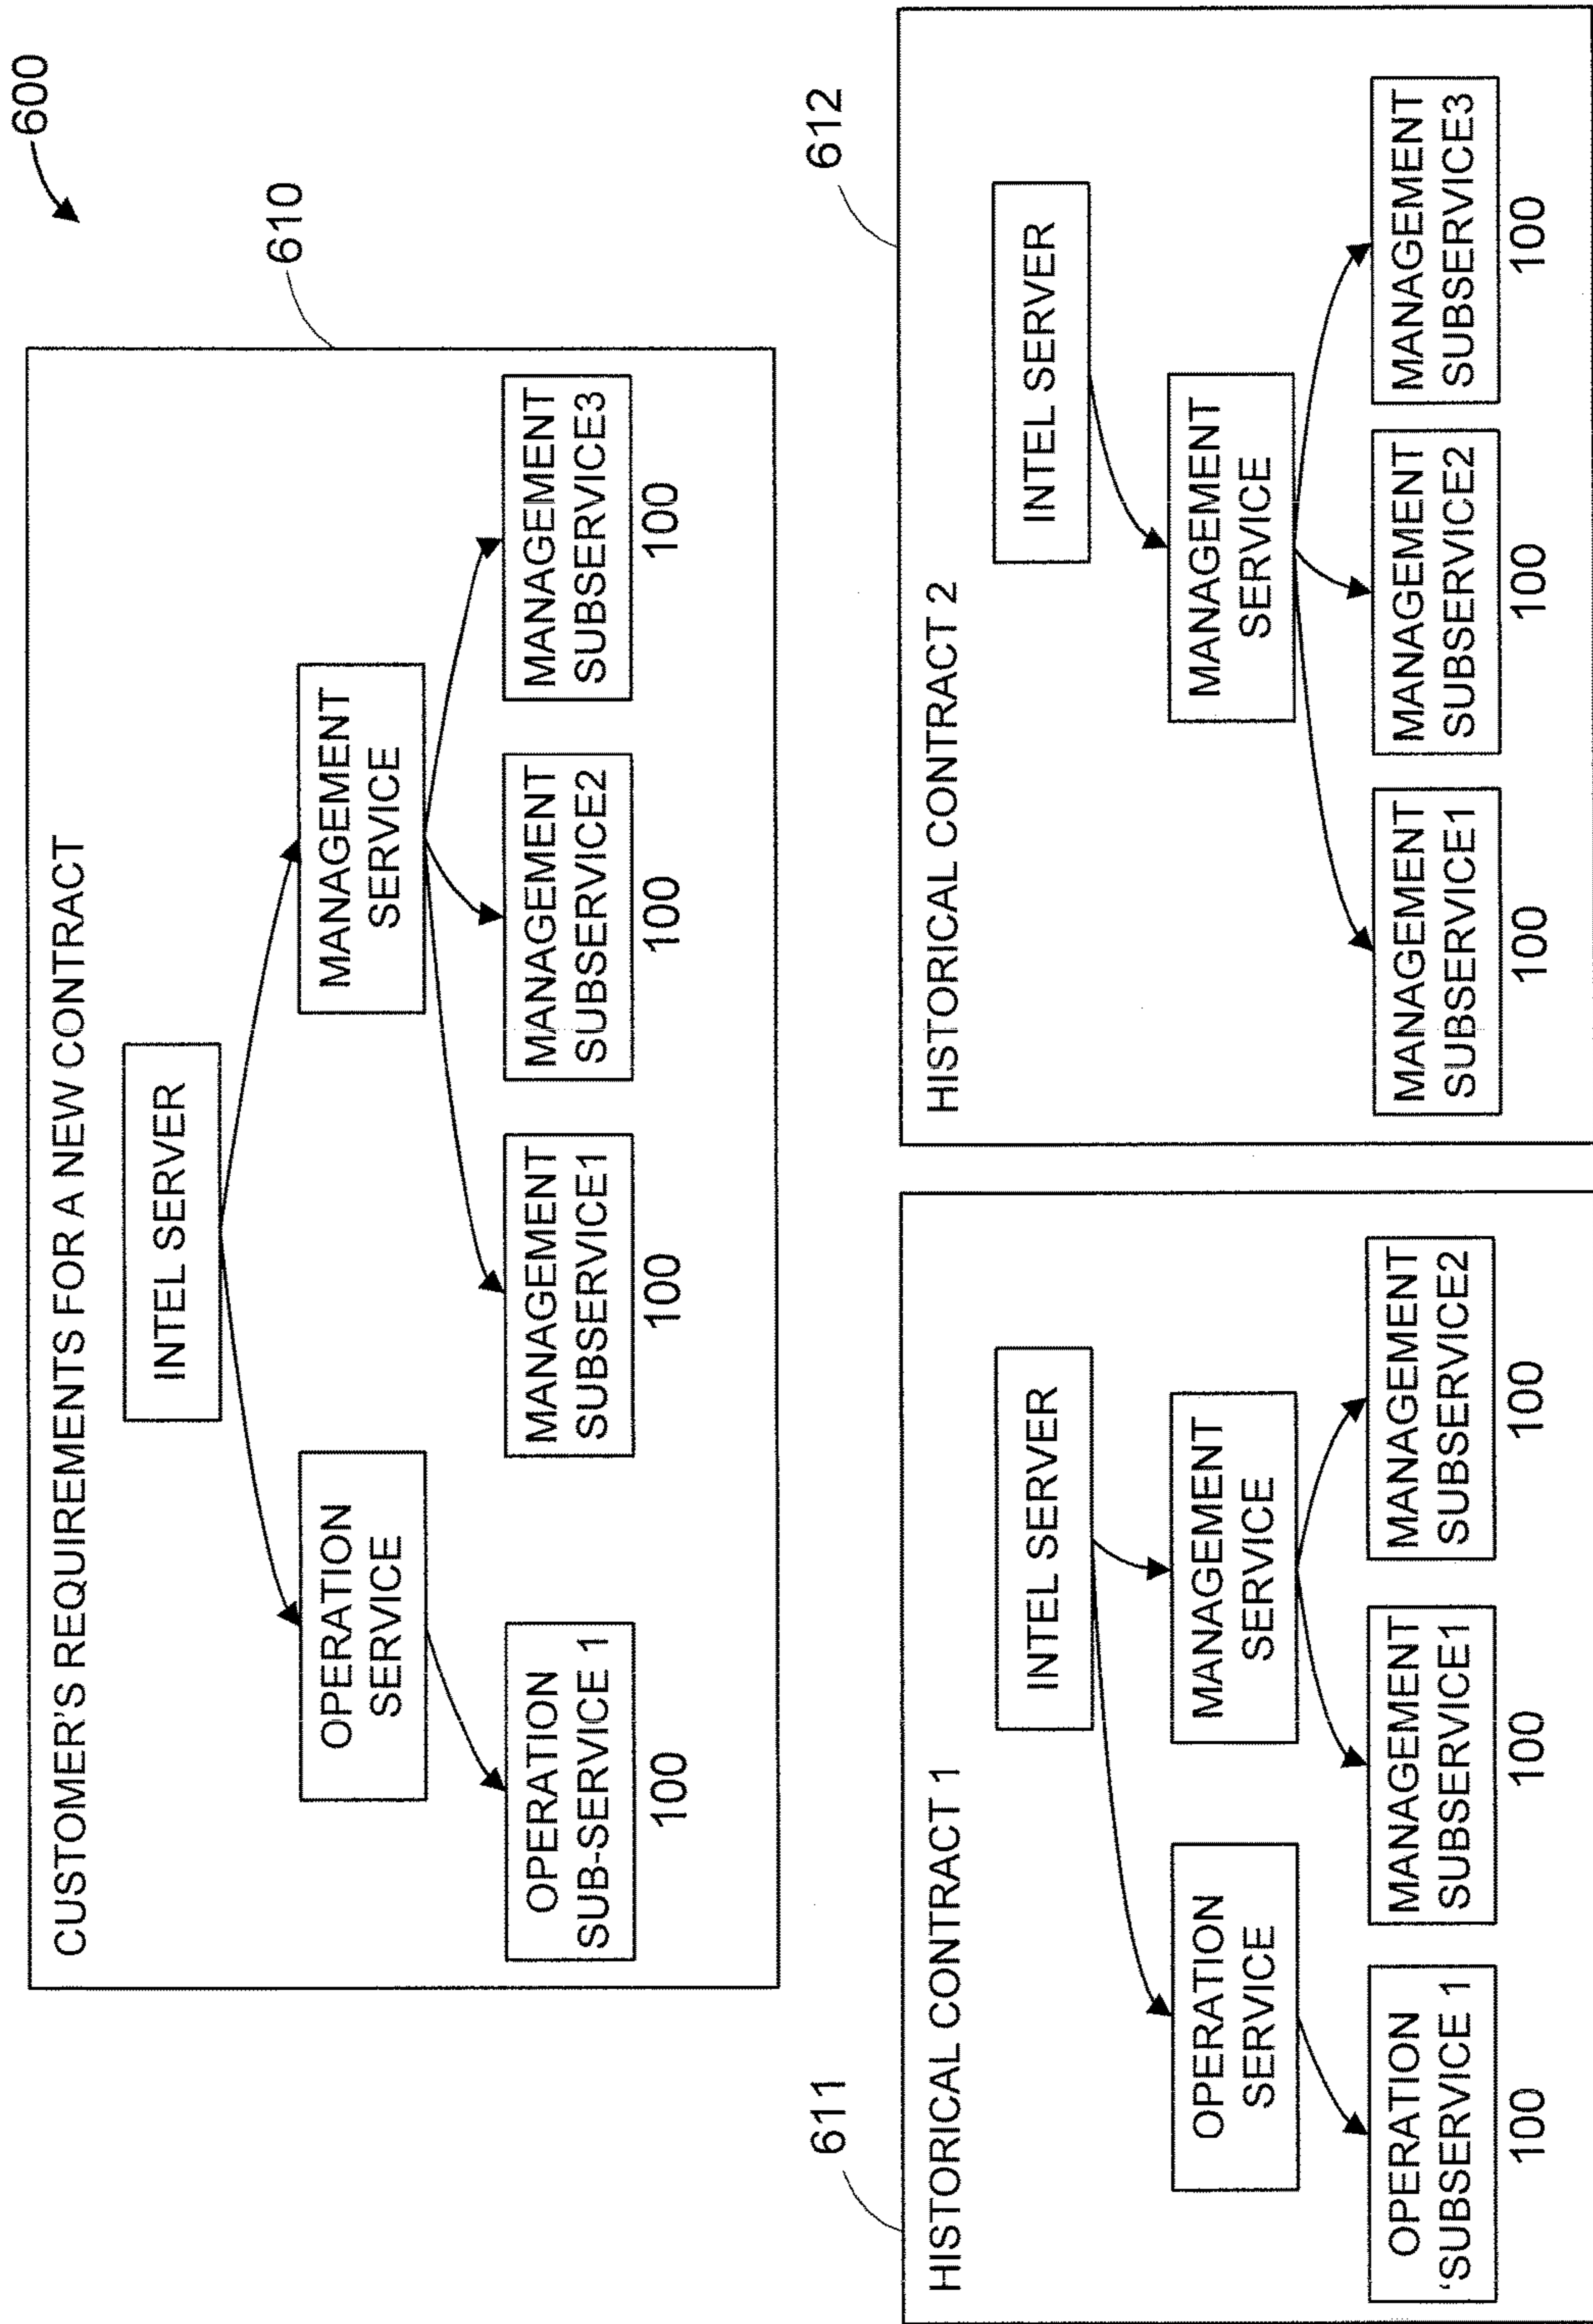 600
CUSTOMER'S REQUIREMENTS FOR A NEW CONTRACT
610
INTEL SERVER
OPERATION
SERVICE
MANAGEMENT
SERVICE
OPERATION
SUB-SERVICE 1
100
MANAGEMENT
SUBSERVICE1
100
MANAGEMENT
SUBSERVICE2
100
MANAGEMENT
SUBSERVICE3
100
611
HISTORICAL CONTRACT 1
INTEL SERVER
OPERATION
SERVICE
MANAGEMENT
SERVICE
OPERATION
'SUBSERVICE 1
100
MANAGEMENT
SUBSERVICE1
100
MANAGEMENT
SUBSERVICE2
100
612
HISTORICAL CONTRACT 2
INTEL SERVER
MANAGEMENT
SERVICE
MANAGEMENT
SUBSERVICE1
100
MANAGEMENT
SUBSERVICE2
100
MANAGEMENT
SUBSERVICE3
100